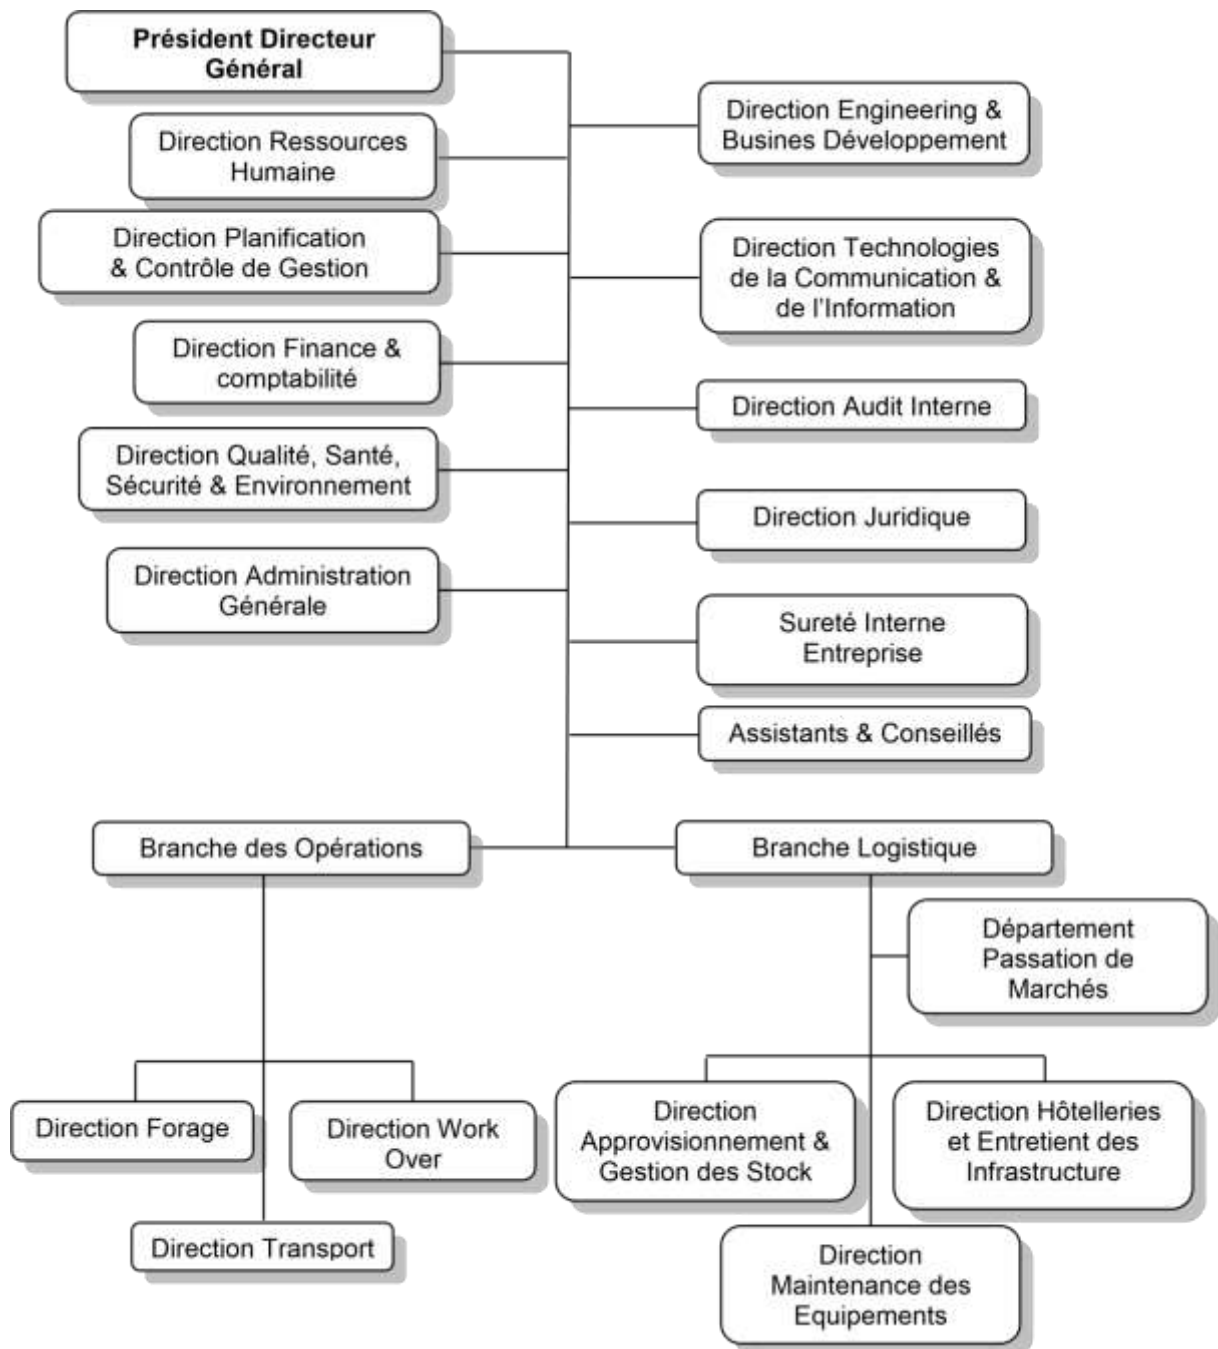 Président Directeur
Général
Direction Ressources
Humaine
Direction Planification
& Contrôle de Gestion
Direction Finance &
comptabilité
Direction Qualité, Santé,
Sécurité & Environnement
Direction Administration
Générale
Direction Engineering &
Busines Développement
Direction Technologies
de la Communication &
de l'Information
Direction Audit Interne
Direction Juridique
Sureté Interne
Entreprise
Assistants & Conseillés
Branche des Opérations
Branche Logistique
Département
Passation de
Marchés
Direction Forage
Direction Work
Over
Direction Transport
Direction
Approvisionnement &
Gestion des Stock
Direction Hôtelleries
et Entretient des
Infrastructure
Direction
Maintenance des
Equipements